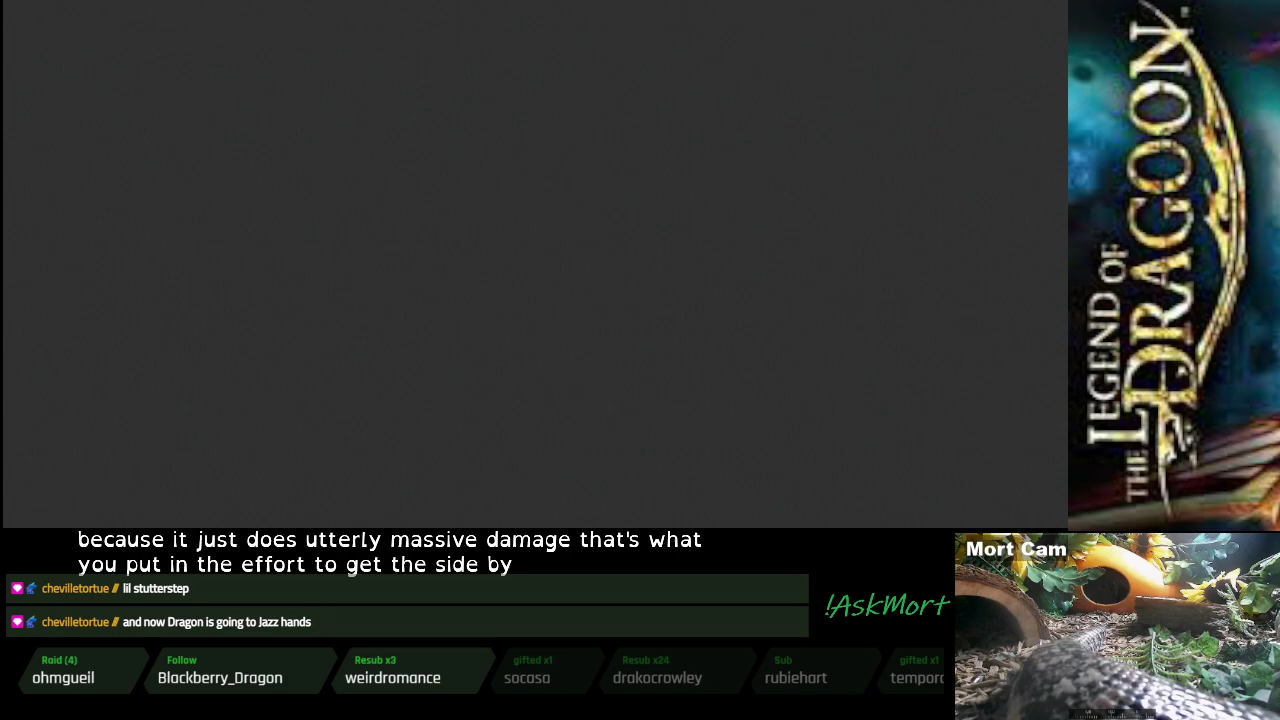 THE LEGEND OF
DRAGOON
because it just does utterly massive damage that's what
you put in the effort to get the side by
chevilletortue // lil stutterstep
chevilletortue // and now Dragon is going to Jazz hands
!AskMort
Mort Cam
Raid (4)
ohmgueil
Follow
Blackberry_Dragon
Resub x3
weirdromance
gifted x1
socasa
Resub x24
drakocrowley
Sub
rubiehart
gifted x1